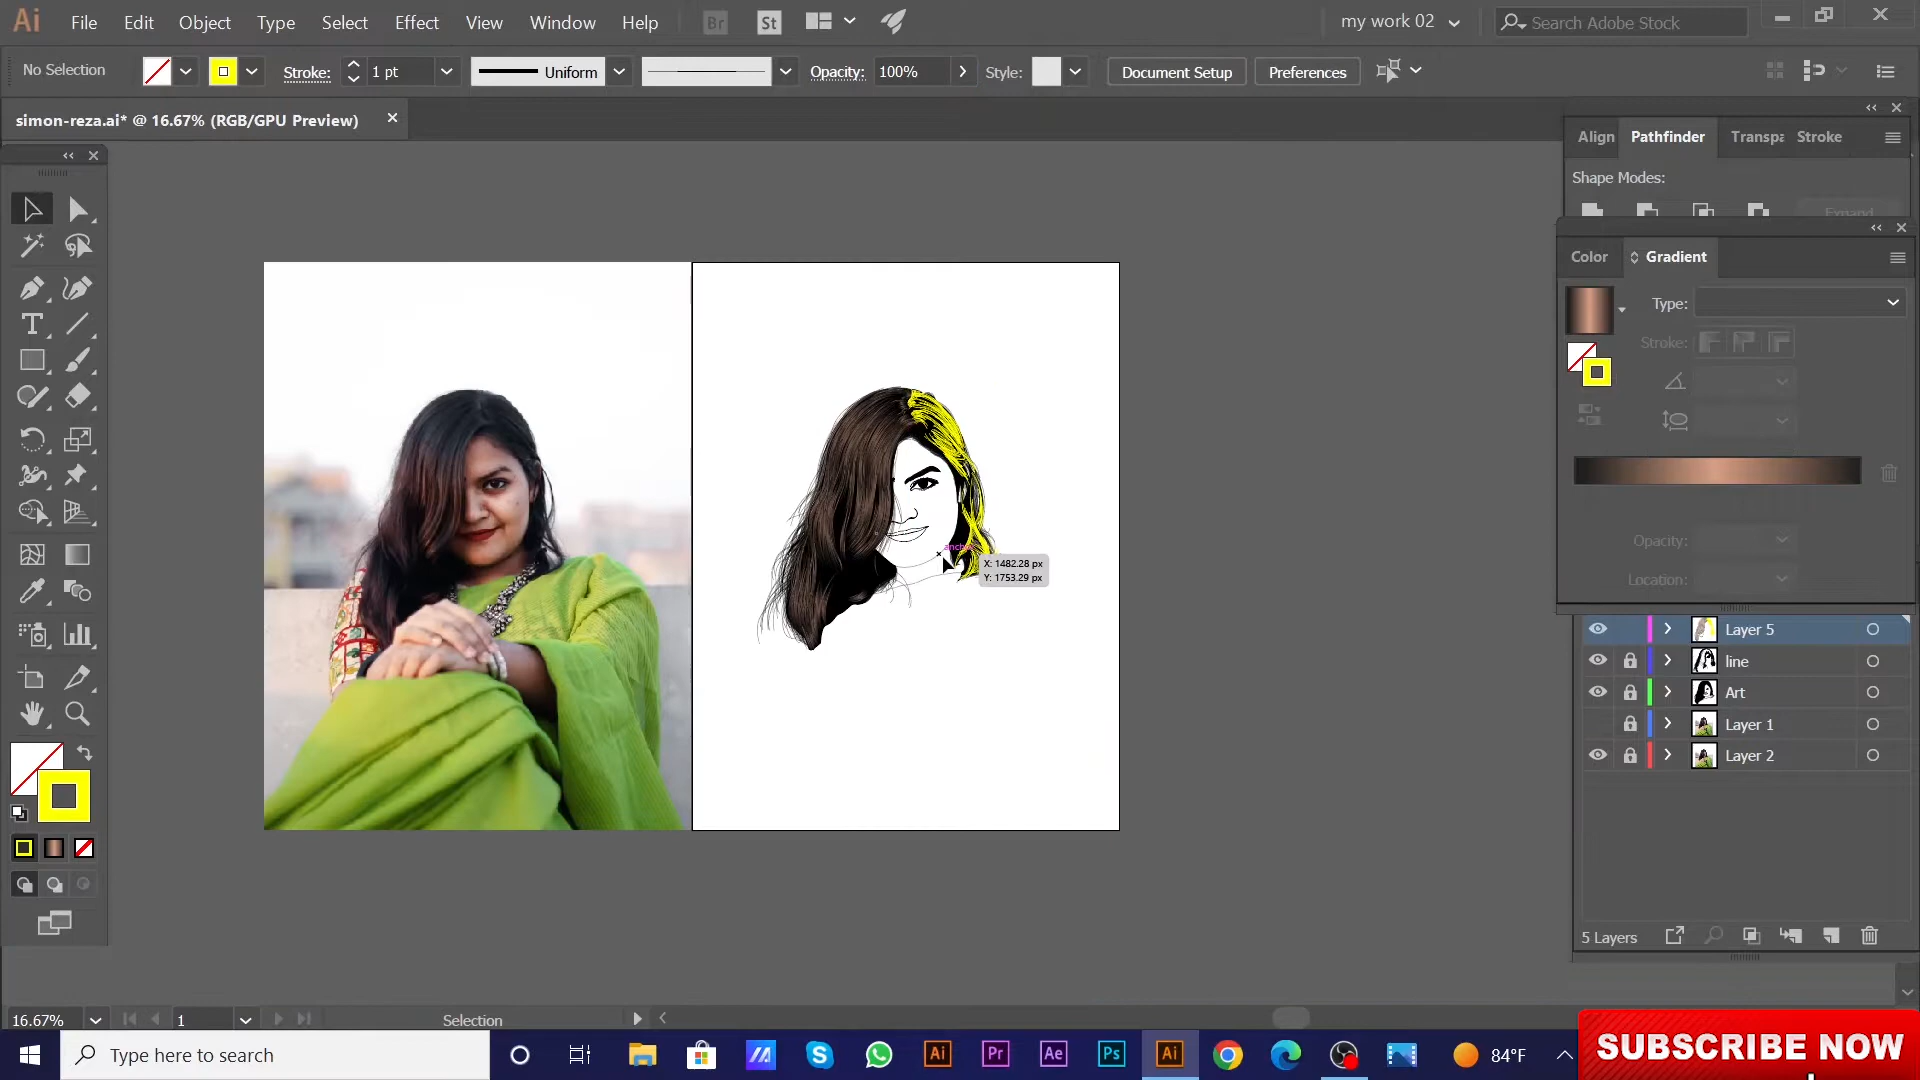 Ai File Edit Object Type Select Effect View Window Help Br St my work 02 Search Adobe Stock
No Selection Stroke: 1 pt Uniform Opacity: 100% Style: Document Setup Preferences
simon-reza.ai* @ 16.67% (RGB/GPU Preview)
Align Pathfinder Transpa Stroke
Shape Modes:
Expand
Color Gradient
Type:
Stroke:
X: 1482.28 px
Y: 1753.29 px
Opacity:
Location:
Layer 5
line
Art
Layer 1
Layer 2
5 Layers
16.67% 1 Selection
Type here to search
Ai Pr Ae Ps Ai
84°F
SUBSCRIBE NOW